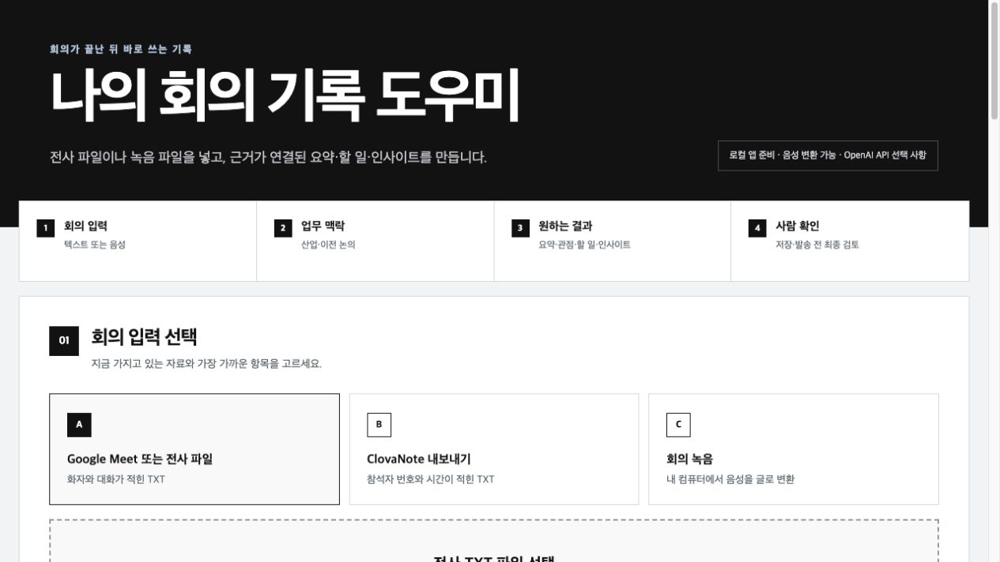 회의가 끝난 뒤 바로 쓰는 기록
나의 회의 기록 도우미
전사 파일이나 녹음 파일을 넣고, 근거가 연결된 요약·할 일·인사이트를 만듭니다.
로컬 앱 준비 · 음성 변환 가능 · OpenAI API 선택 사항
1 회의 입력
텍스트 또는 음성
2 업무 맥락
산업·이전 논의
3 원하는 결과
요약·관점·할 일·인사이트
4 사람 확인
저장·발송 전 최종 검토
01 회의 입력 선택
지금 가지고 있는 자료와 가장 가까운 항목을 고르세요.
A
Google Meet 또는 전사 파일
화자와 대화가 적힌 TXT
B
ClovaNote 내보내기
참석자 번호와 시간이 적힌 TXT
C
회의 녹음
내 컴퓨터에서 음성을 글로 변환
전사 TXT 파일 선택